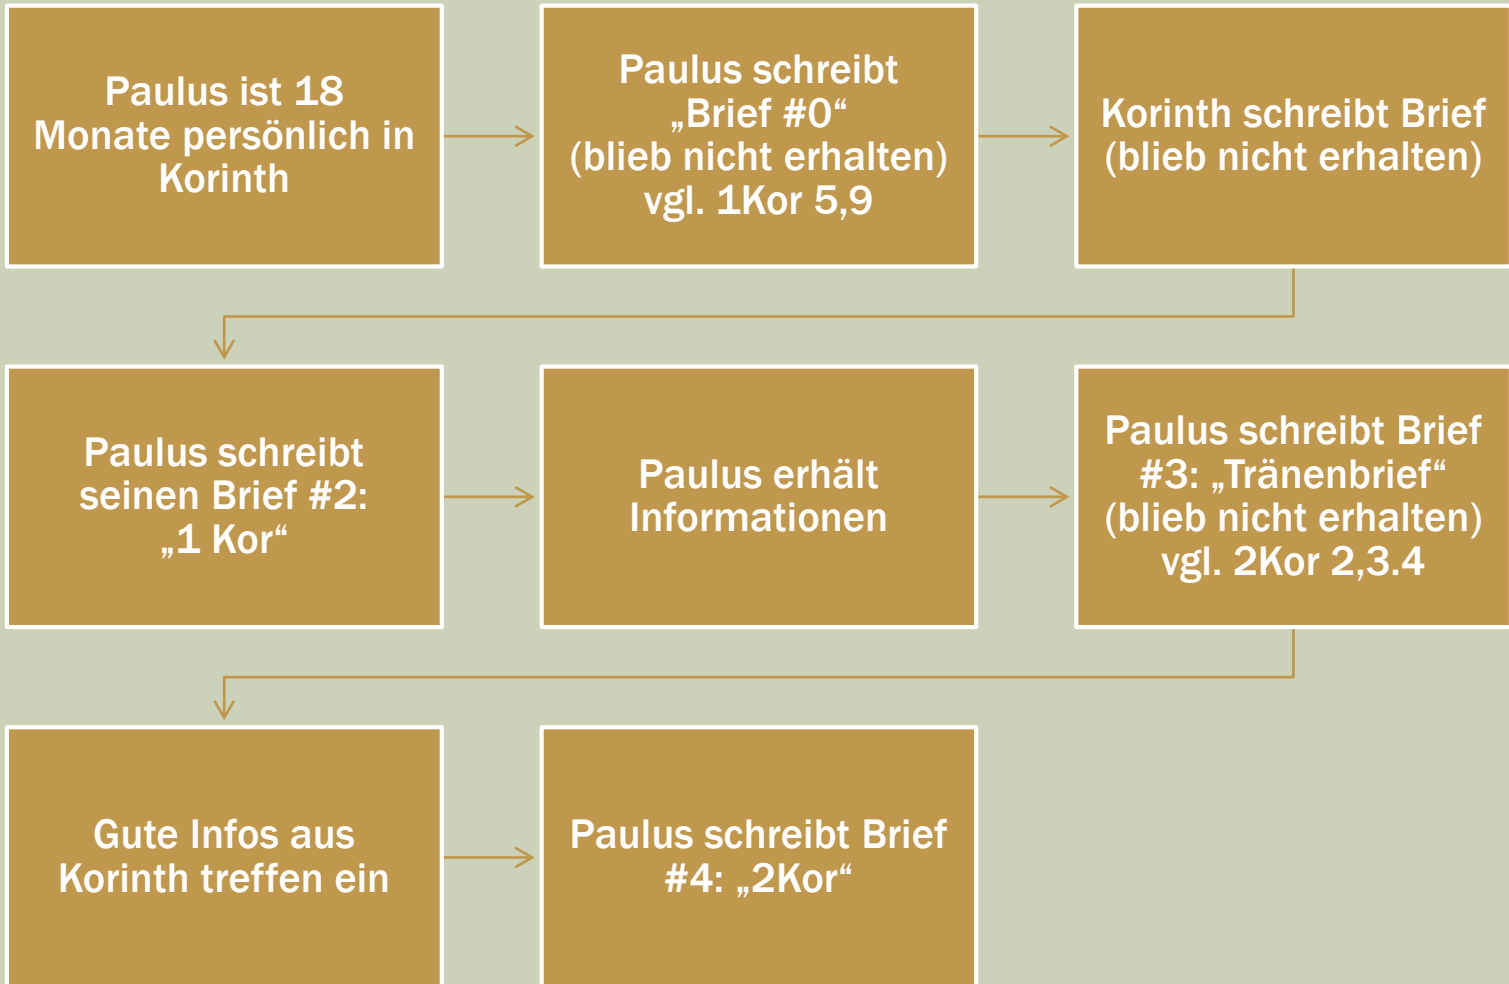 Paulus ist 18
Monate persönlich in
Korinth
Paulus schreibt
„Brief #0“
(blieb nicht erhalten)
vgl. 1Kor 5,9
Korinth schreibt Brief
(blieb nicht erhalten)
Paulus schreibt
seinen Brief #2:
„1 Kor“
Paulus erhält
Informationen
Paulus schreibt Brief
#3: „Tränenbrief“
(blieb nicht erhalten)
vgl. 2Kor 2,3.4
Gute Infos aus
Korinth treffen ein
Paulus schreibt Brief
#4: „2Kor“